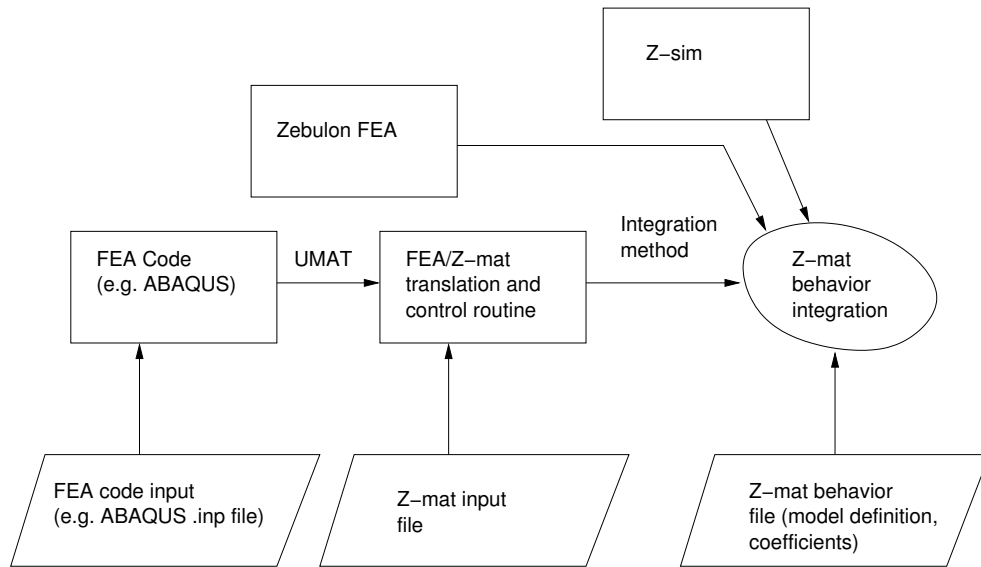 Z−sim
Zebulon FEA
FEA Code
(e.g. ABAQUS)
UMAT
FEA/Z−mat
translation and
control routine
Integration
method
Z−mat
behavior
integration
FEA code input
(e.g. ABAQUS .inp file)
Z−mat input
file
Z−mat behavior
file (model definition,
coefficients)